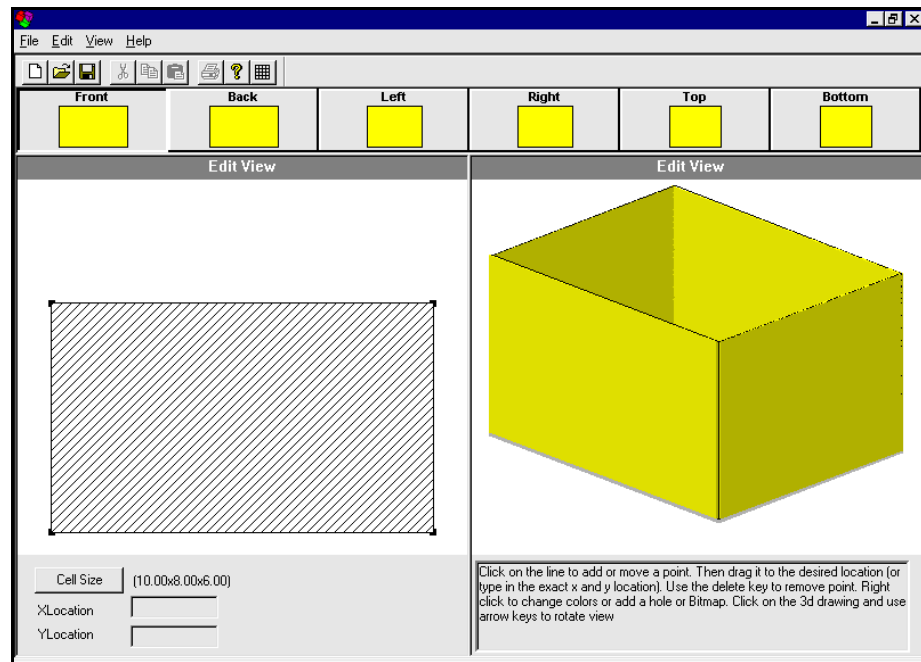 File Edit View Help
Front Back Left Right Top Bottom
Edit View Edit View
Cell Size (10.00x8.00x6.00)
XLocation
YLocation
Click on the line to add or move a point. Then drag it to the desired location (or
type in the exact x and y location). Use the delete key to remove point. Right
click to change colors or add a hole or Bitmap. Click on the 3d drawing and use
arrow keys to rotate view